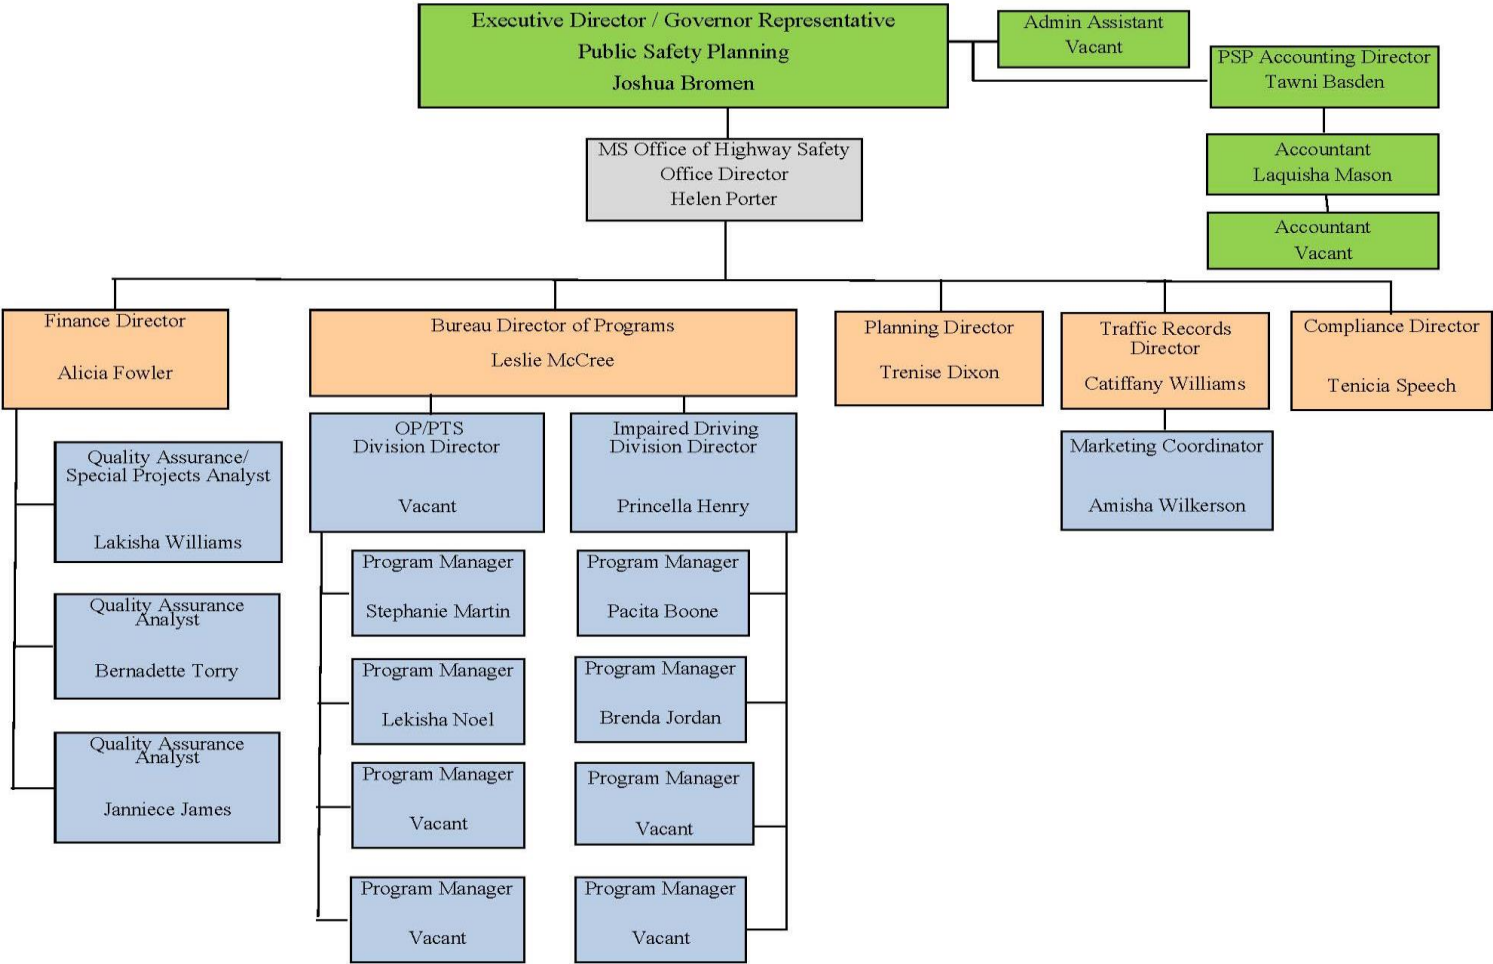 Executive Director / Governor Representative
Public Safety Planning
Joshua Bromen
Admin Assistant
Vacant
PSP Accounting Director
Tawni Basden
Accountant
Laquisha Mason
Accountant
Vacant
MS Office of Highway Safety
Office Director
Helen Porter
Finance Director
Alicia Fowler
Bureau Director of Programs
Leslie McCree
Planning Director
Trenise Dixon
Traffic Records
Director
Catiffany Williams
Compliance Director
Tenicia Speech
Quality Assurance/
Special Projects Analyst
Lakisha Williams
Quality Assurance
Analyst
Bernadette Torry
Quality Assurance
Analyst
Janniece James
OP/PTS
Division Director
Vacant
Program Manager
Stephanie Martin
Program Manager
Lekisha Noel
Program Manager
Vacant
Program Manager
Vacant
Impaired Driving
Division Director
Princella Henry
Program Manager
Pacita Boone
Program Manager
Brenda Jordan
Program Manager
Vacant
Program Manager
Vacant
Marketing Coordinator
Amisha Wilkerson